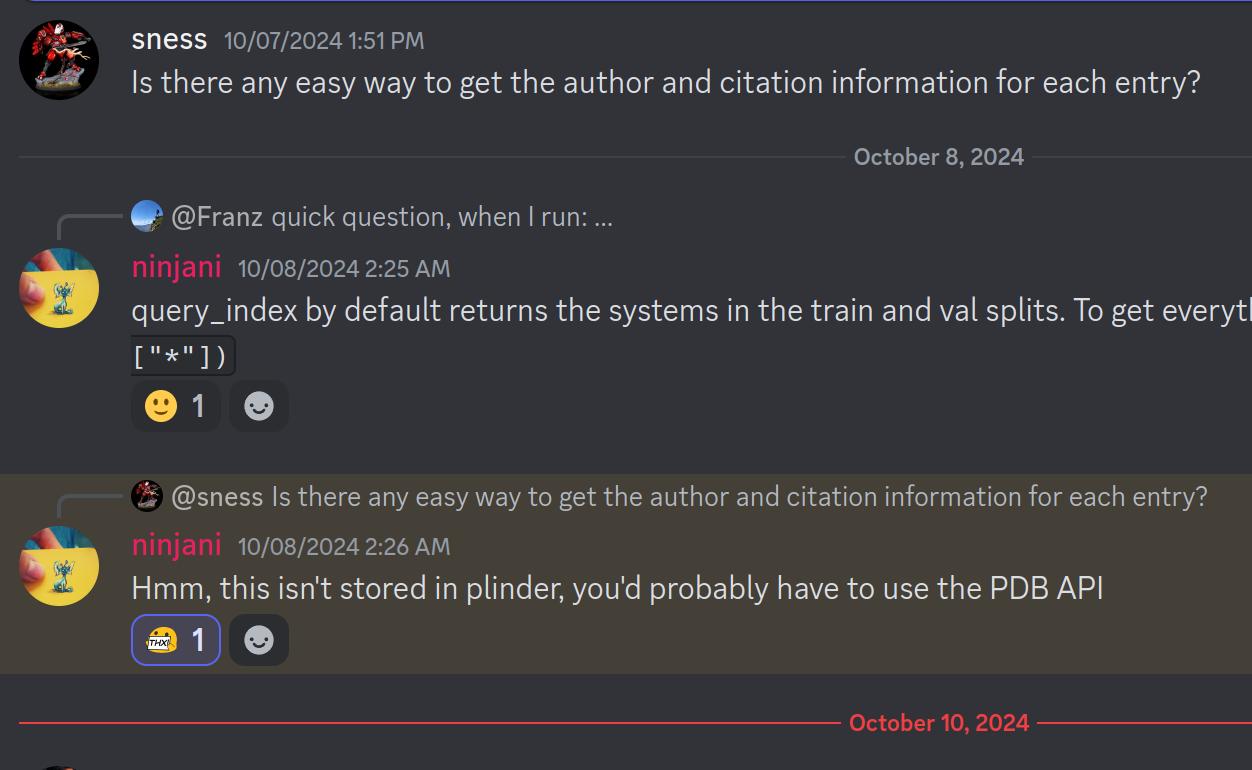 sness 10/07/2024 1:51 PM
Is there any easy way to get the author and citation information for each entry?
October 8, 2024
@Franz quick question, when I run: ...
ninjani 10/08/2024 2:25 AM
query_index by default returns the systems in the train and val splits. To get everyth
["*"])
1
@sness Is there any easy way to get the author and citation information for each entry?
ninjani 10/08/2024 2:26 AM
Hmm, this isn't stored in plinder, you'd probably have to use the PDB API
THX! 1
October 10, 2024